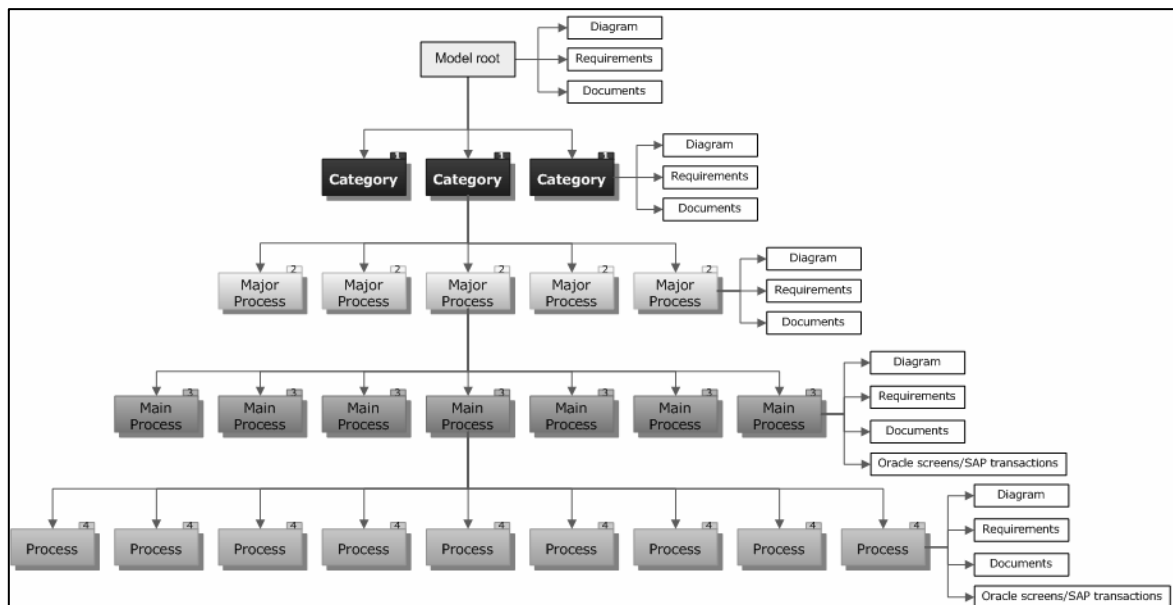 Diagram
Model root
Requirements
Documents
1 1 1
Category Category Category
Diagram
Requirements
Documents
2 2 2 2 2
Major Major Major Major Major
Process Process Process Process Process
Diagram
Requirements
Documents
3 3 3 3 3 3 3
Main Main Main Main Main Main Main
Process Process Process Process Process Process Process
Diagram
Requirements
Documents
Oracle screens/SAP transactions
4 4 4 4 4 4 4 4 4
Process Process Process Process Process Process Process Process Process
Diagram
Requirements
Documents
Oracle screens/SAP transactions